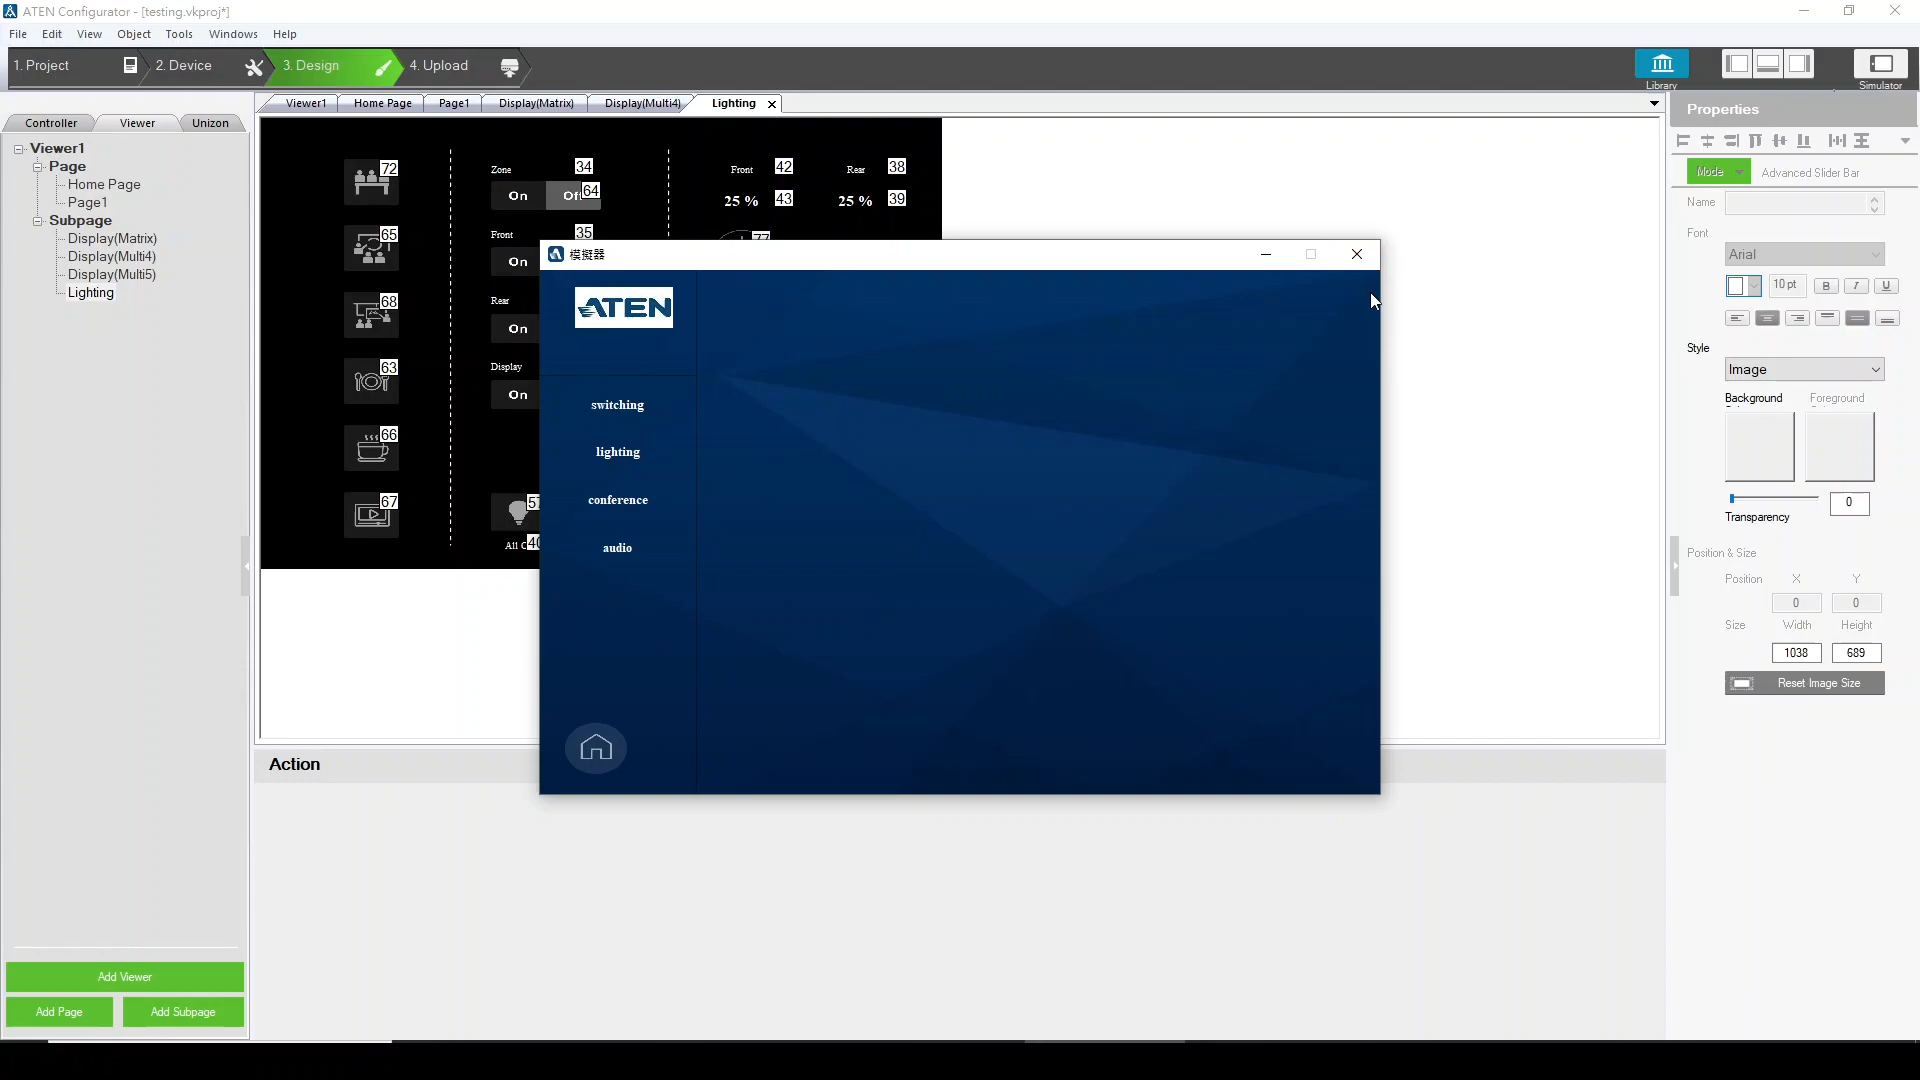 ATEN Configurator - [testing.vkproj*]
File Edit View Object Tools Windows Help
1. Project 2. Device 3. Design 4. Upload
Library Simulator
Controller Viewer Unizon
Viewer1
Page
Home Page
Page1
Subpage
Display(Matrix)
Display(Multi4)
Display(Multi5)
Lighting
Add Viewer
Add Page Add Subpage
Viewer1 Home Page Page1 Display(Matrix) Display(Multi4) Lighting
72
65
68
63
66
67
Zone 34
On 64
Front 35
On
Rear
On
Display
On
57
All
Front 42 Rear 38
25 % 43 25 % 39
77
模擬器
ATEN
switching
lighting
conference
audio
Action
Properties
Mode Advanced Slider Bar
Name
Font
Arial
10 pt B I U
Style
Image
Background Foreground
0
Transparency
Position & Size
Position X Y
0 0
Size Width Height
1038 689
Reset Image Size